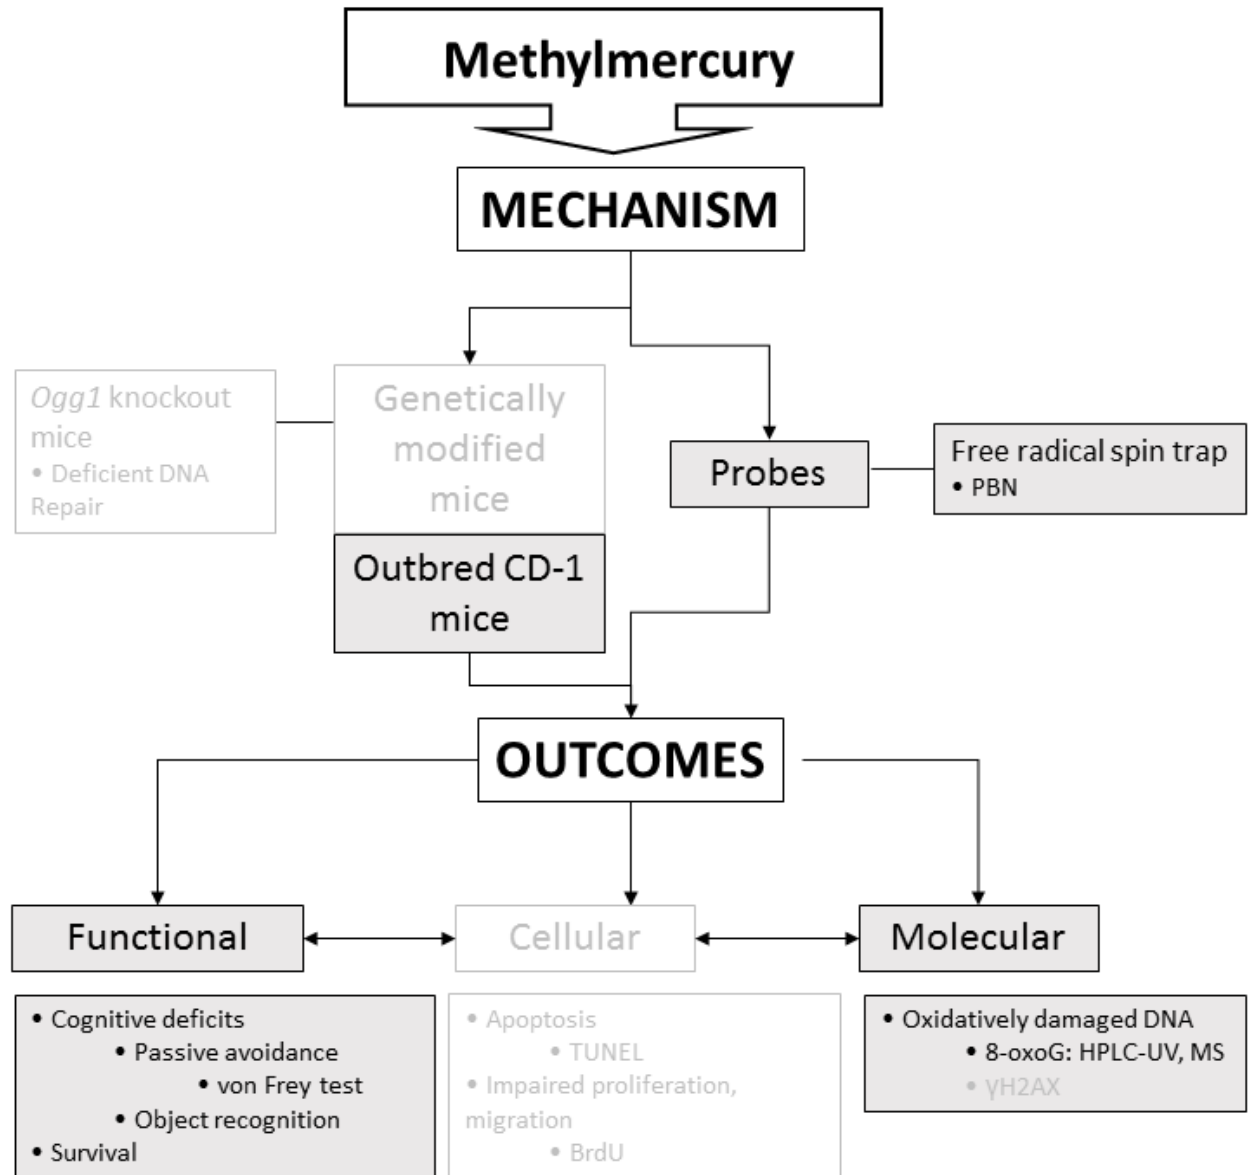 Methylmercury
MECHANISM
Ogg1 knockout
mice
• Deficient DNA
Repair
Genetically
modified
mice
Outbred CD-1
mice
Probes
Free radical spin trap
• PBN
OUTCOMES
Functional
Cellular
Molecular
• Cognitive deficits
• Passive avoidance
• von Frey test
• Object recognition
• Survival
• Apoptosis
• TUNEL
• Impaired proliferation,
migration
• BrdU
• Oxidatively damaged DNA
• 8-oxoG: HPLC-UV, MS
• γH2AX